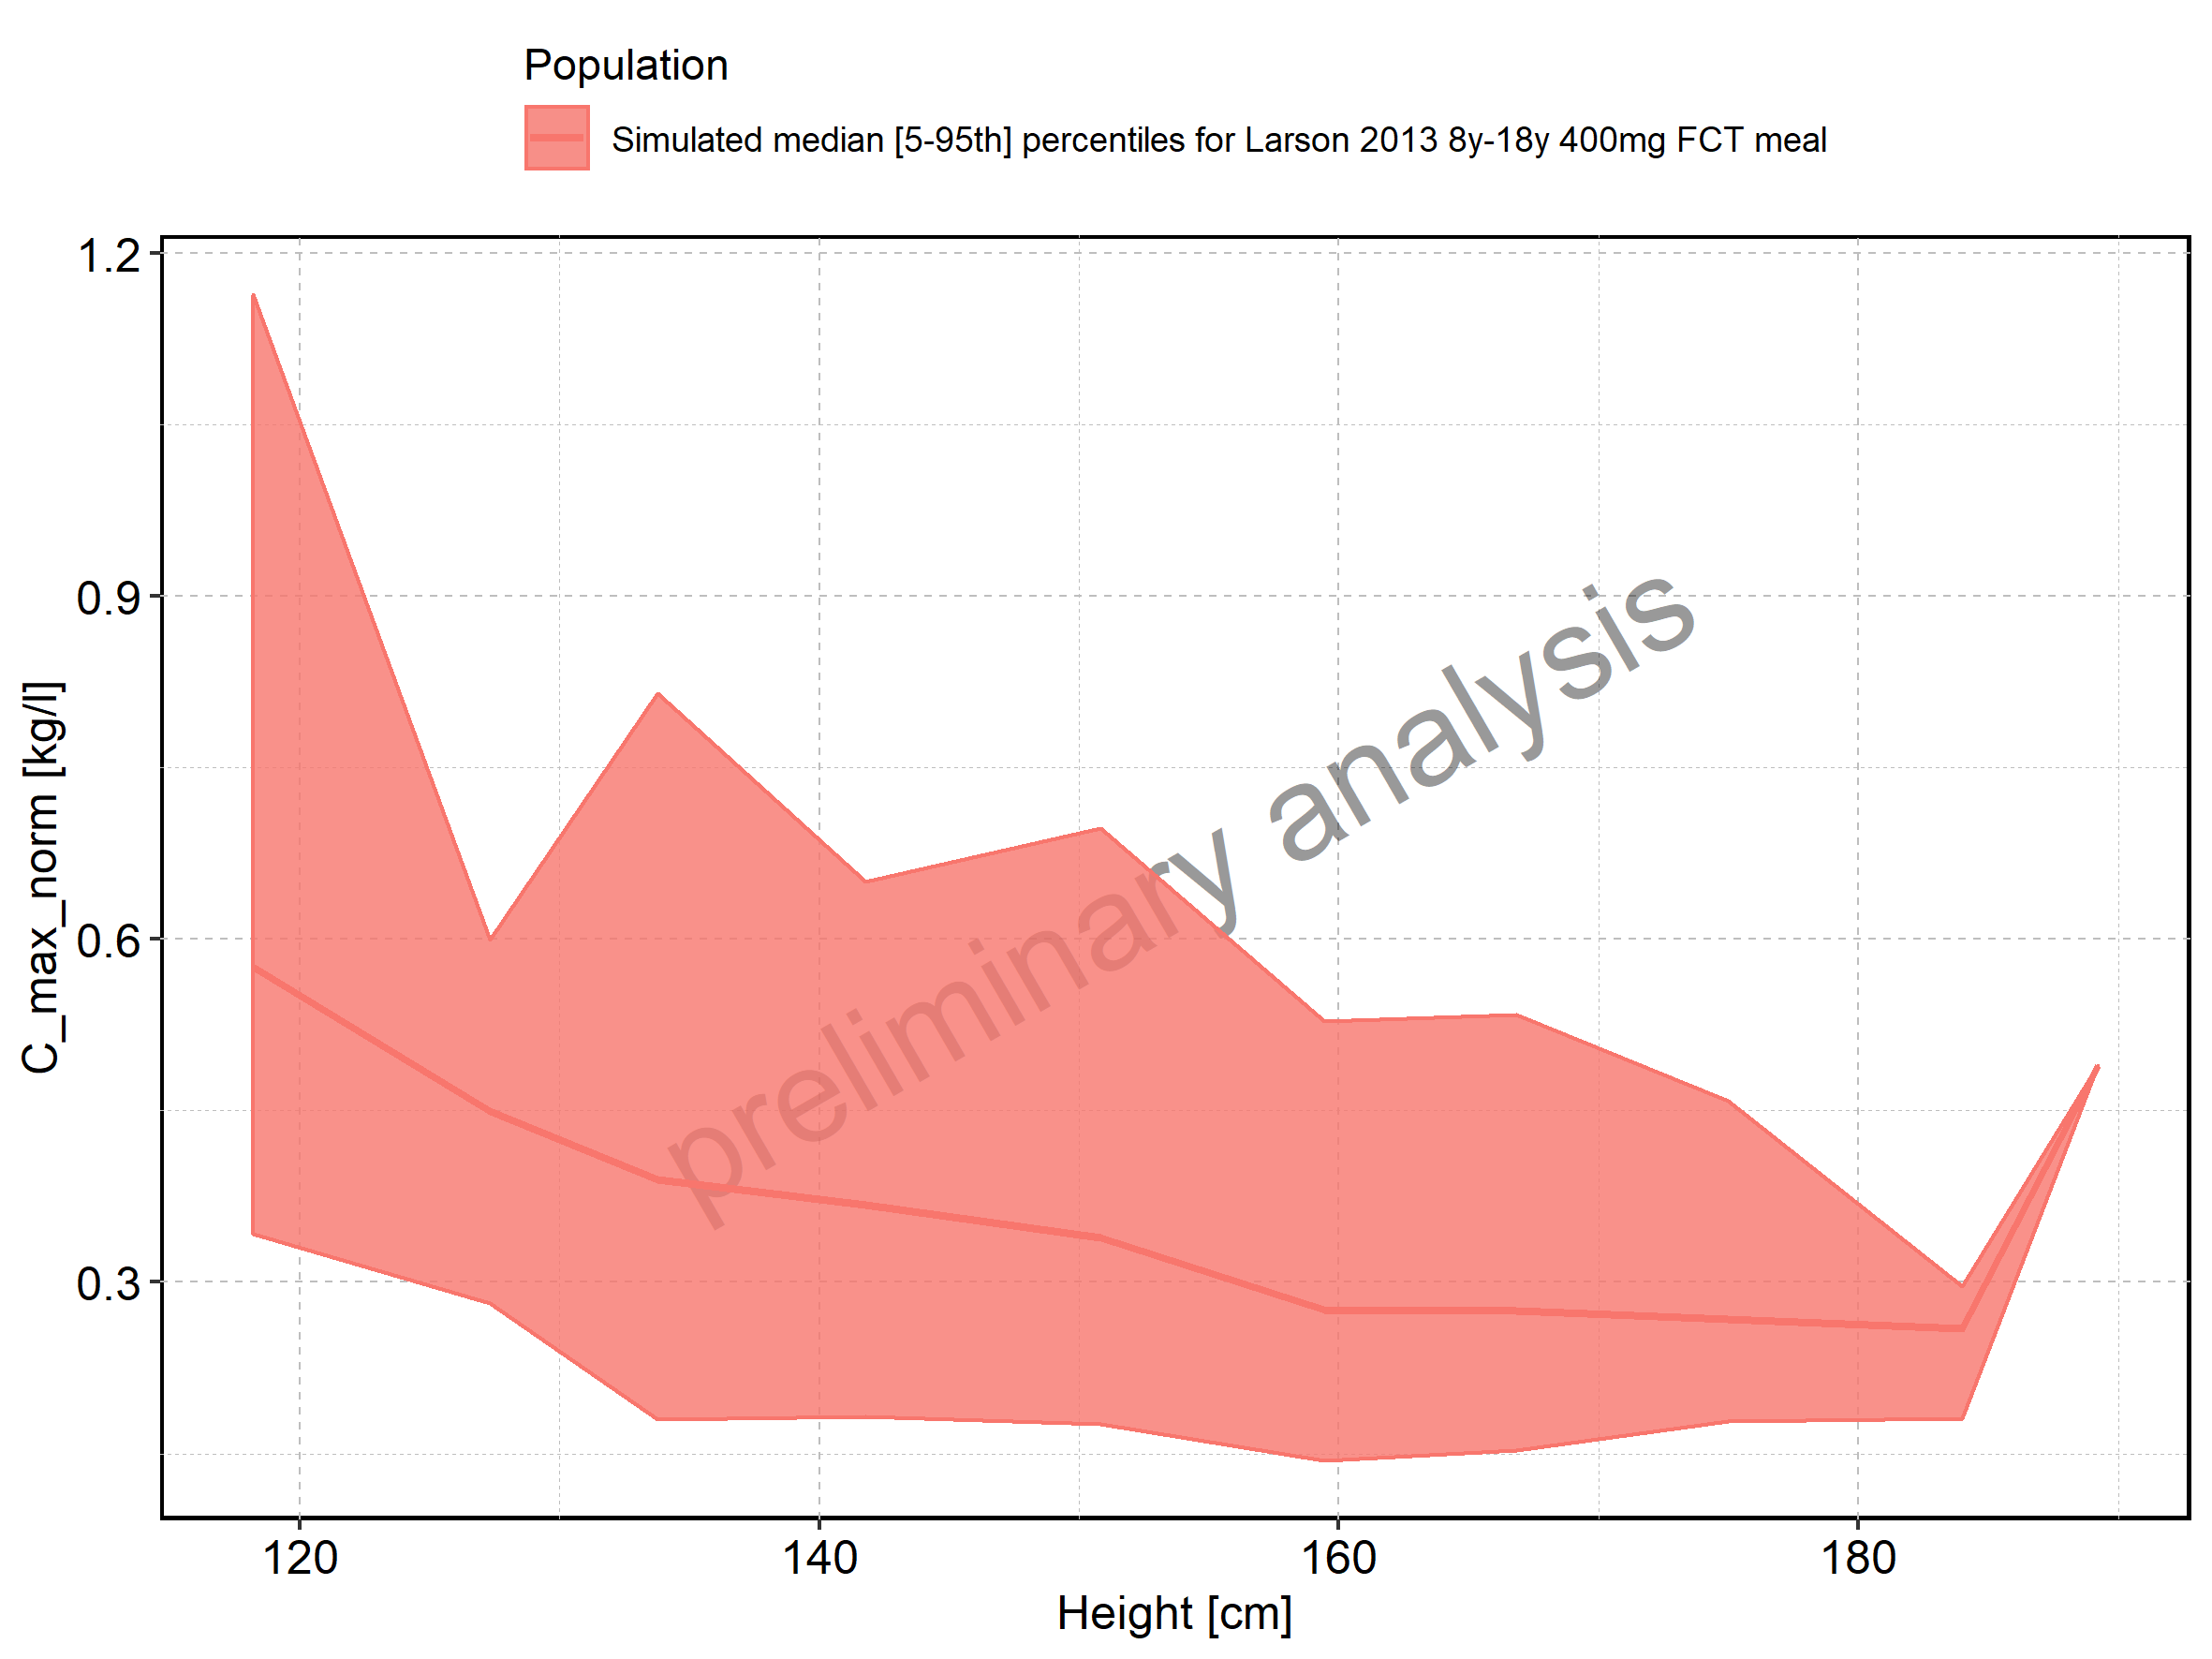 Population
Simulated median [5-95th] percentiles for Larson 2013 8y-18y 400mg FCT meal
1.2
0.9
0.6
0.3
C_max_norm [kg/l]
preliminary analysis
120 140 160 180
Height [cm]